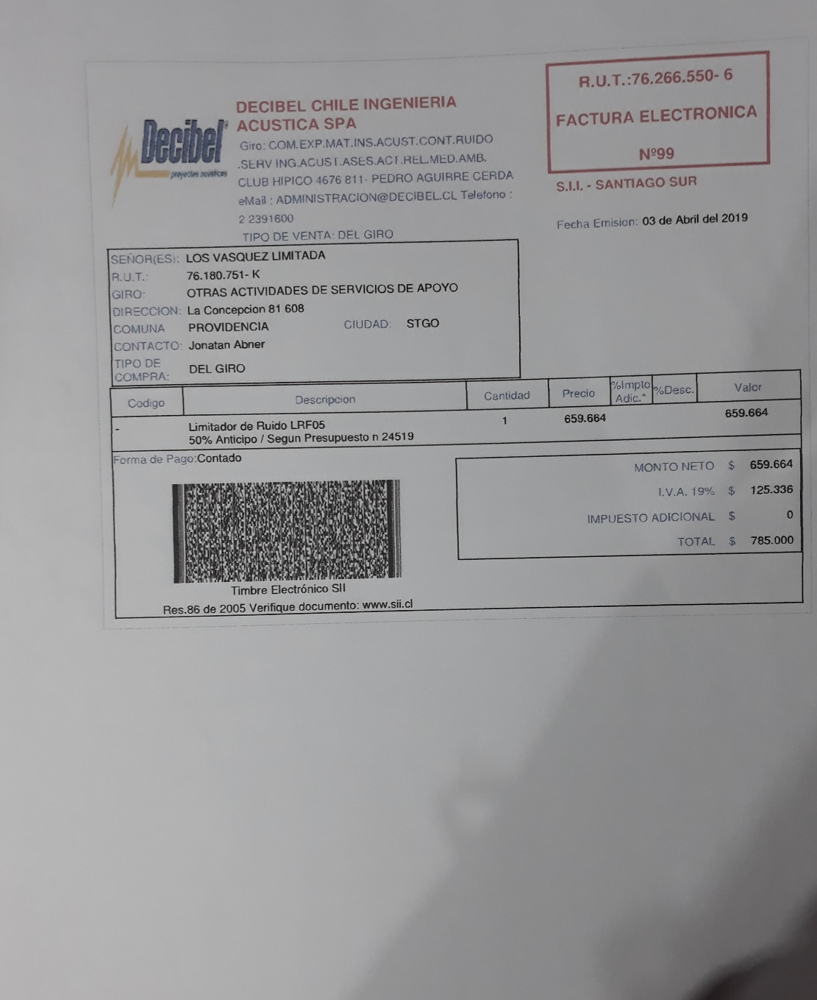 Decibel
proyectos acústicos
DECIBEL CHILE INGENIERIA
ACUSTICA SPA
Giro: COM.EXP.MAT.INS.ACUST.CONT.RUIDO
.SERV ING.ACUST.ASES.ACT.REL.MED.AMB.
CLUB HIPICO 4676 811- PEDRO AGUIRRE CERDA
eMail : ADMINISTRACION@DECIBEL.CL Telefono :
2 2391600
TIPO DE VENTA: DEL GIRO
R.U.T.:76.266.550- 6
FACTURA ELECTRONICA
Nº99
S.I.I. - SANTIAGO SUR
Fecha Emision: 03 de Abril del 2019
SEÑOR(ES): LOS VASQUEZ LIMITADA
R.U.T.: 76.180.751- K
GIRO: OTRAS ACTIVIDADES DE SERVICIOS DE APOYO
DIRECCION: La Concepcion 81 608
COMUNA PROVIDENCIA CIUDAD: STGO
CONTACTO: Jonatan Abner
TIPO DE
COMPRA: DEL GIRO
Codigo Descripcion Cantidad Precio %Impto Adic.* %Desc. Valor
- Limitador de Ruido LRF05 1 659.664 659.664
50% Anticipo / Segun Presupuesto n 24519
Forma de Pago:Contado
MONTO NETO $ 659.664
I.V.A. 19% $ 125.336
IMPUESTO ADICIONAL $ 0
TOTAL $ 785.000
Timbre Electrónico SII
Res.86 de 2005 Verifique documento: www.sii.cl